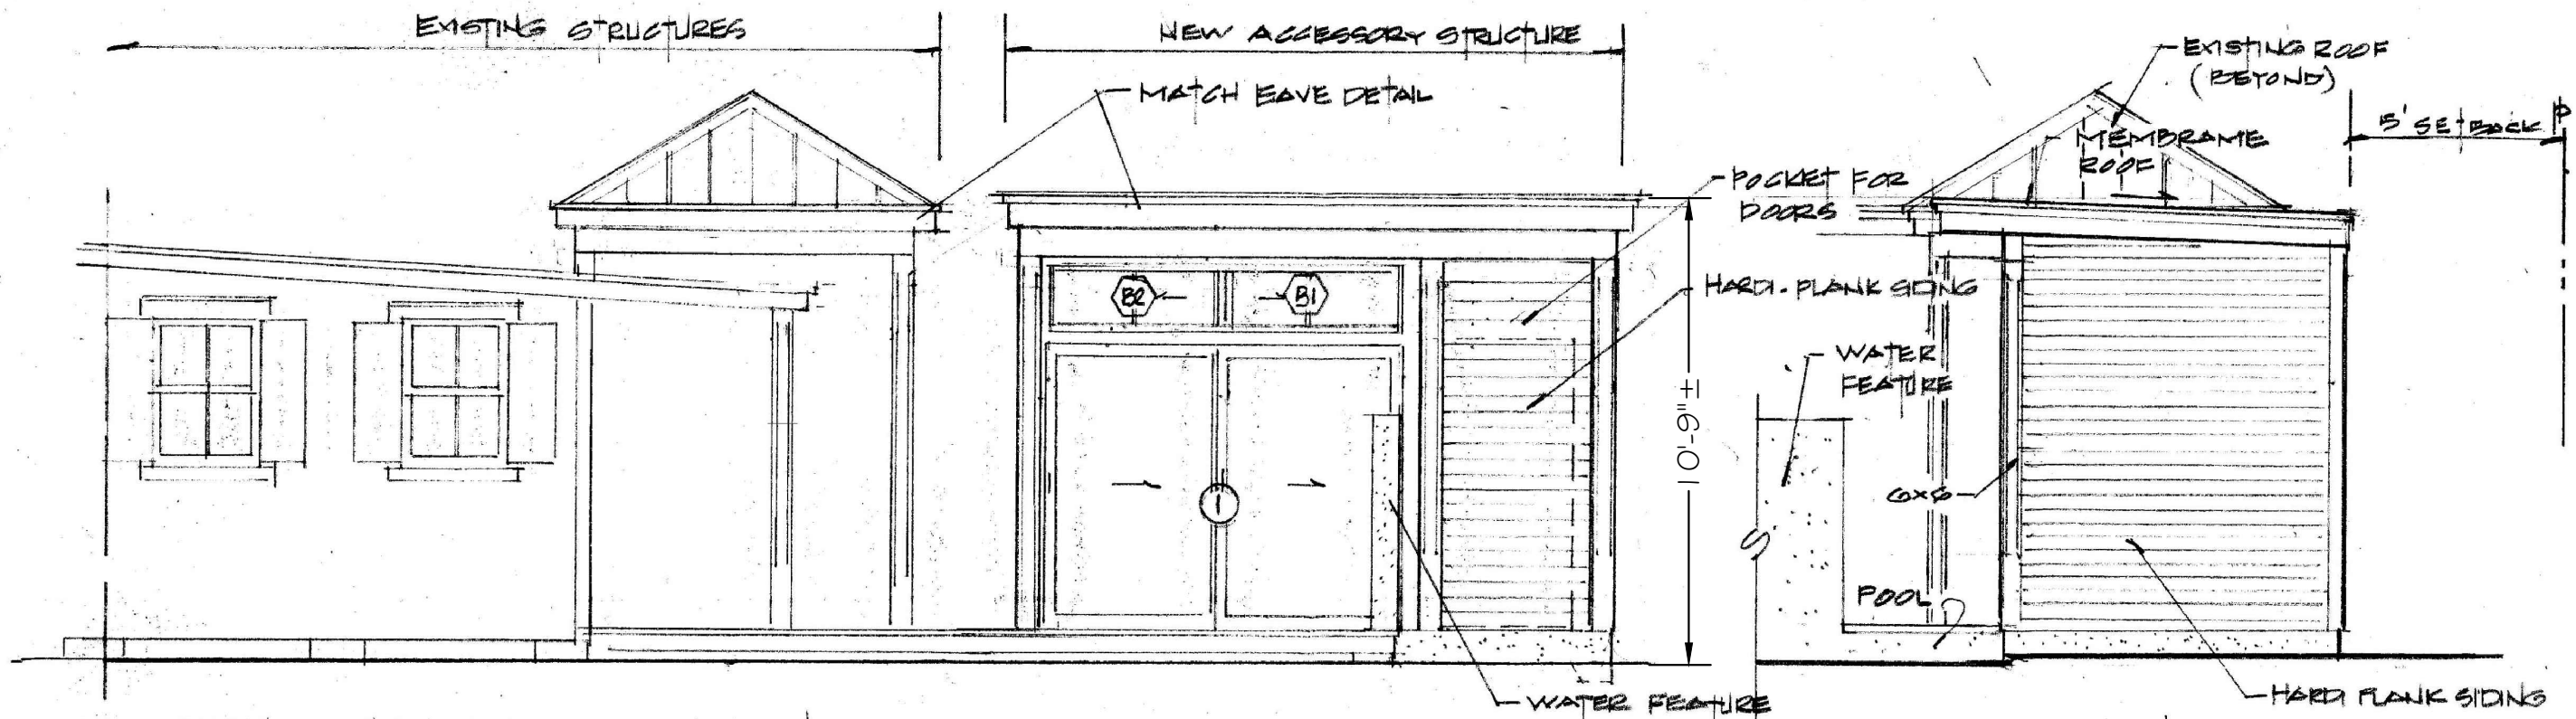 EXISTING STRUCTURES
NEW ACCESSORY STRUCTURE
MATCH EAVE DETAIL
EXISTING ROOF
(BEYOND)
5' SETBACK
MEMBRANE
ROOF
POCKET FOR
DOORS
B2
B1
HARDI-PLANK SIDING
WATER
FEATURE
10'-6"±
6x6
1
POOL
WATER FEATURE
HARDI PLANK SIDING